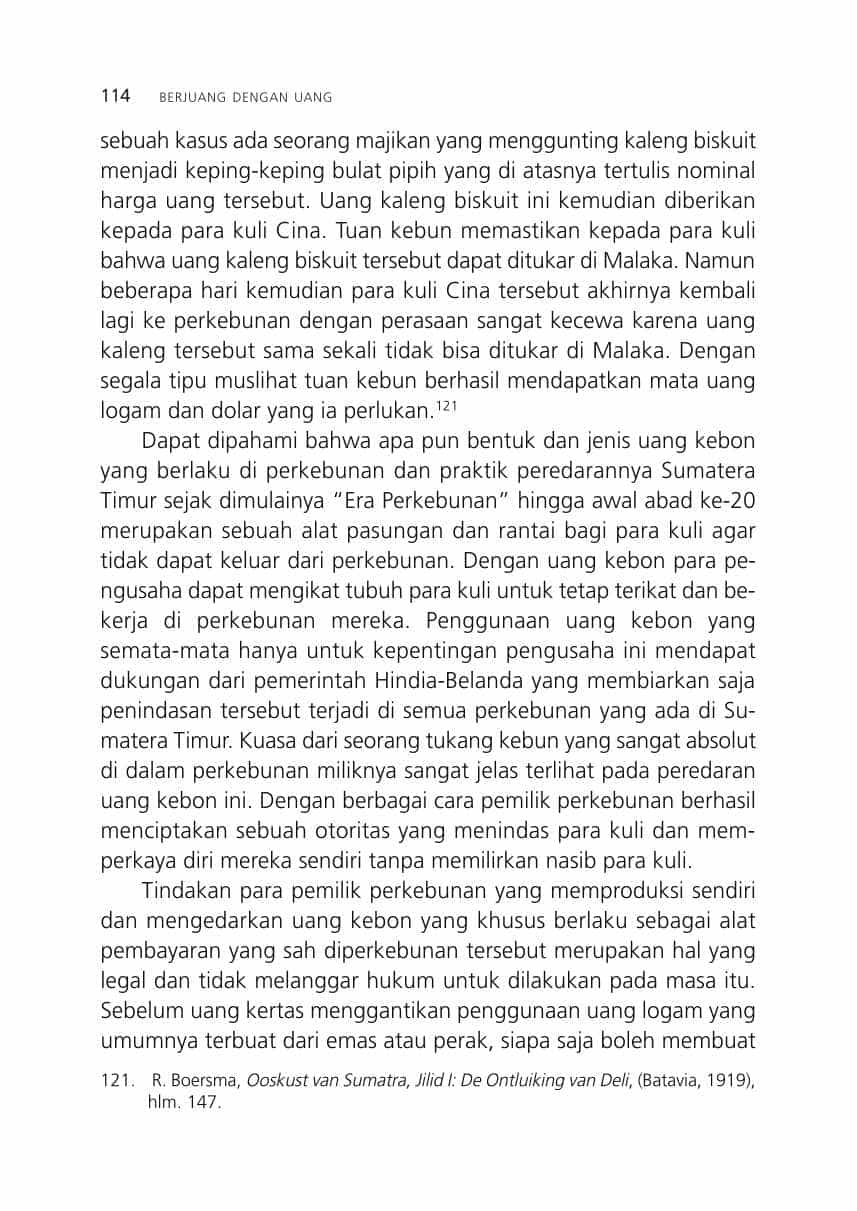 114 BERJUANG DENGAN UANG
sebuah kasus ada seorang majikan yang menggunting kaleng biskuit
menjadi keping-keping bulat pipih yang di atasnya tertulis nominal
harga uang tersebut. Uang kaleng biskuit ini kemudian diberikan
kepada para kuli Cina. Tuan kebun memastikan kepada para kuli
bahwa uang kaleng biskuit tersebut dapat ditukar di Malaka. Namun
beberapa hari kemudian para kuli Cina tersebut akhirnya kembali
lagi ke perkebunan dengan perasaan sangat kecewa karena uang
kaleng tersebut sama sekali tidak bisa ditukar di Malaka. Dengan
segala tipu muslihat tuan kebun berhasil mendapatkan mata uang
logam dan dolar yang ia perlukan.121
Dapat dipahami bahwa apa pun bentuk dan jenis uang kebon
yang berlaku di perkebunan dan praktik peredarannya Sumatera
Timur sejak dimulainya “Era Perkebunan” hingga awal abad ke-20
merupakan sebuah alat pasungan dan rantai bagi para kuli agar
tidak dapat keluar dari perkebunan. Dengan uang kebon para pe-
ngusaha dapat mengikat tubuh para kuli untuk tetap terikat dan be-
kerja di perkebunan mereka. Penggunaan uang kebon yang
semata-mata hanya untuk kepentingan pengusaha ini mendapat
dukungan dari pemerintah Hindia-Belanda yang membiarkan saja
penindasan tersebut terjadi di semua perkebunan yang ada di Su-
matera Timur. Kuasa dari seorang tukang kebun yang sangat absolut
di dalam perkebunan miliknya sangat jelas terlihat pada peredaran
uang kebon ini. Dengan berbagai cara pemilik perkebunan berhasil
menciptakan sebuah otoritas yang menindas para kuli dan mem-
perkaya diri mereka sendiri tanpa memilirkan nasib para kuli.
Tindakan para pemilik perkebunan yang memproduksi sendiri
dan mengedarkan uang kebon yang khusus berlaku sebagai alat
pembayaran yang sah diperkebunan tersebut merupakan hal yang
legal dan tidak melanggar hukum untuk dilakukan pada masa itu.
Sebelum uang kertas menggantikan penggunaan uang logam yang
umumnya terbuat dari emas atau perak, siapa saja boleh membuat
121. R. Boersma, Ooskust van Sumatra, Jilid I: De Ontluiking van Deli, (Batavia, 1919),
hlm. 147.